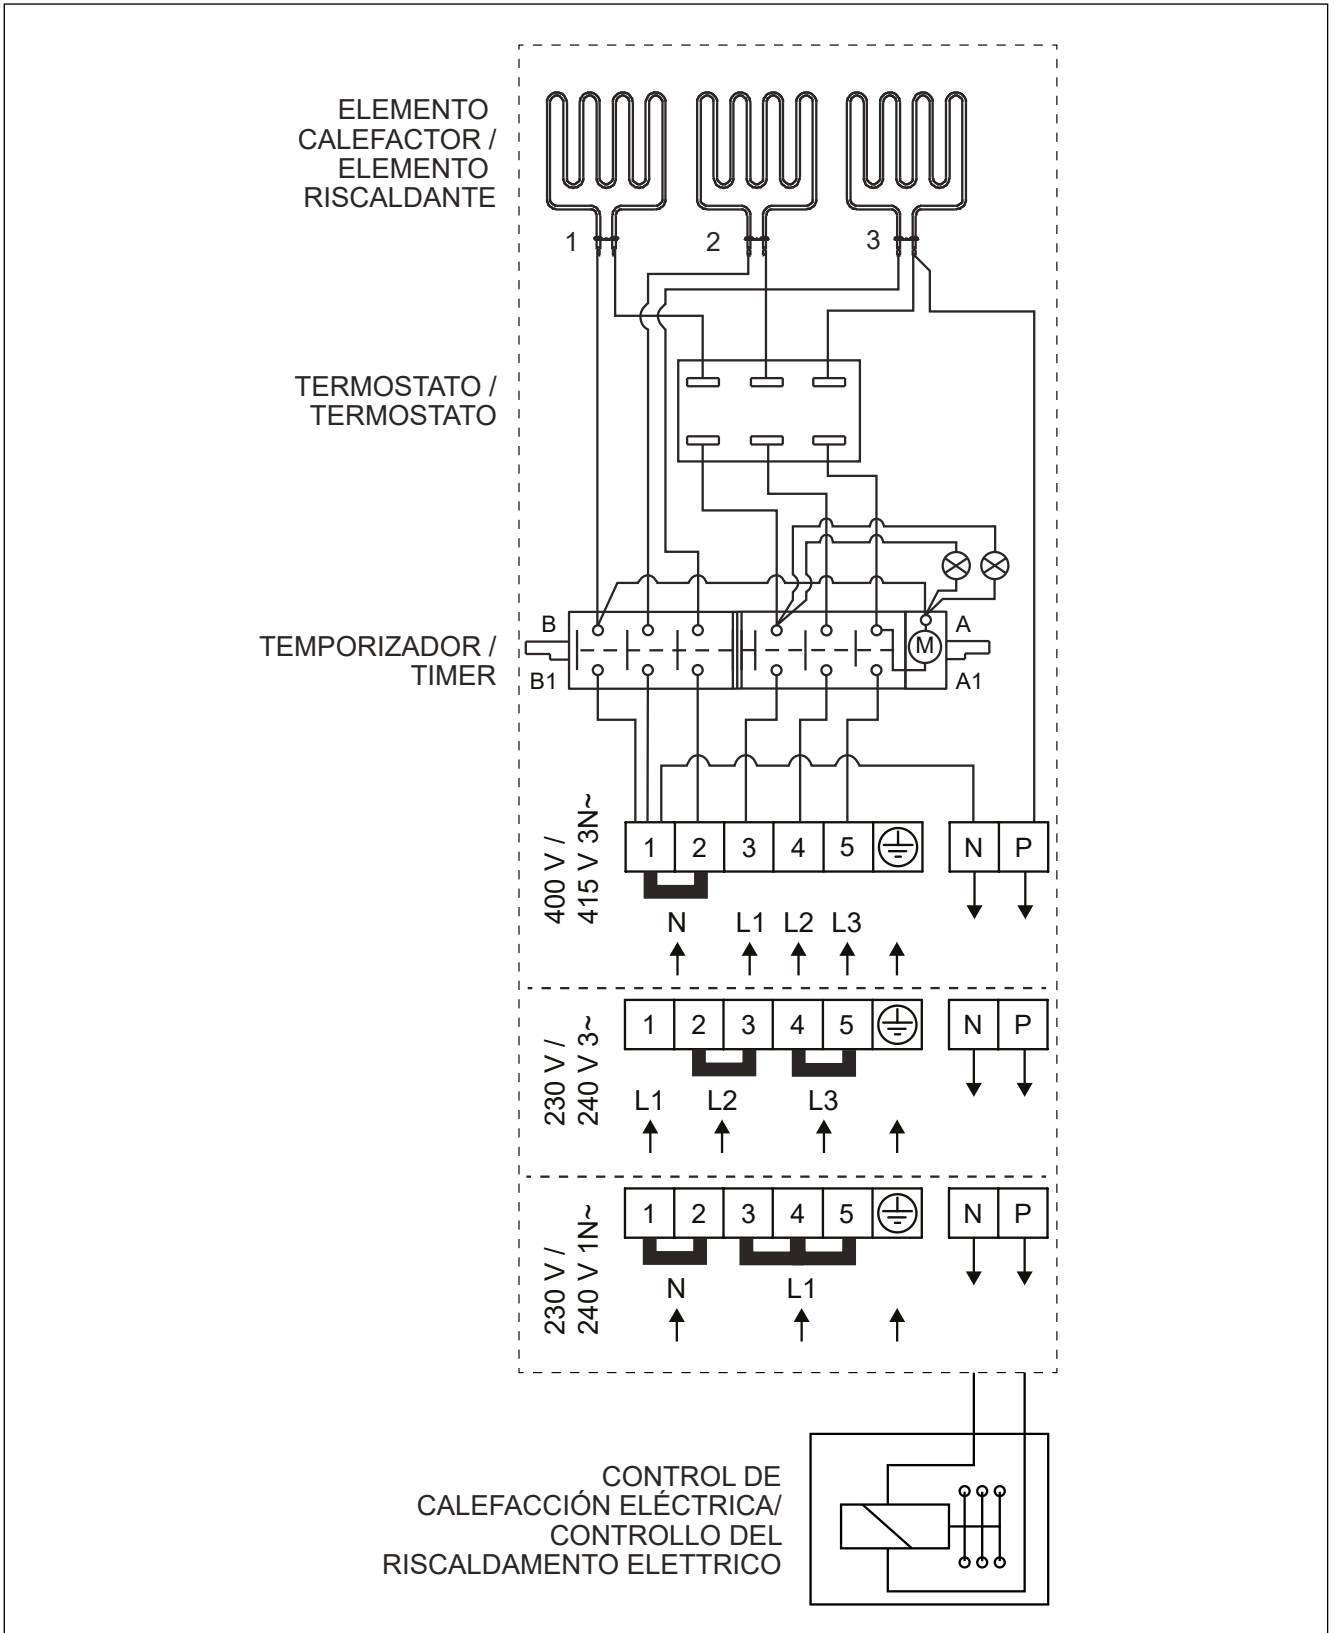 ELEMENTO
CALEFACTOR /
ELEMENTO
RISCALDANTE
1
2
3
TERMOSTATO /
TERMOSTATO
TEMPORIZADOR /
TIMER
B
B1
M
A
A1
400 V /
415 V 3N~
1 2 3 4 5 N P
N L1 L2 L3
230 V /
240 V 3~
1 2 3 4 5 N P
L1 L2 L3
230 V /
240 V 1N~
1 2 3 4 5 N P
N L1
CONTROL DE
CALEFACCIÓN ELÉCTRICA/
CONTROLLO DEL
RISCALDAMENTO ELETTRICO